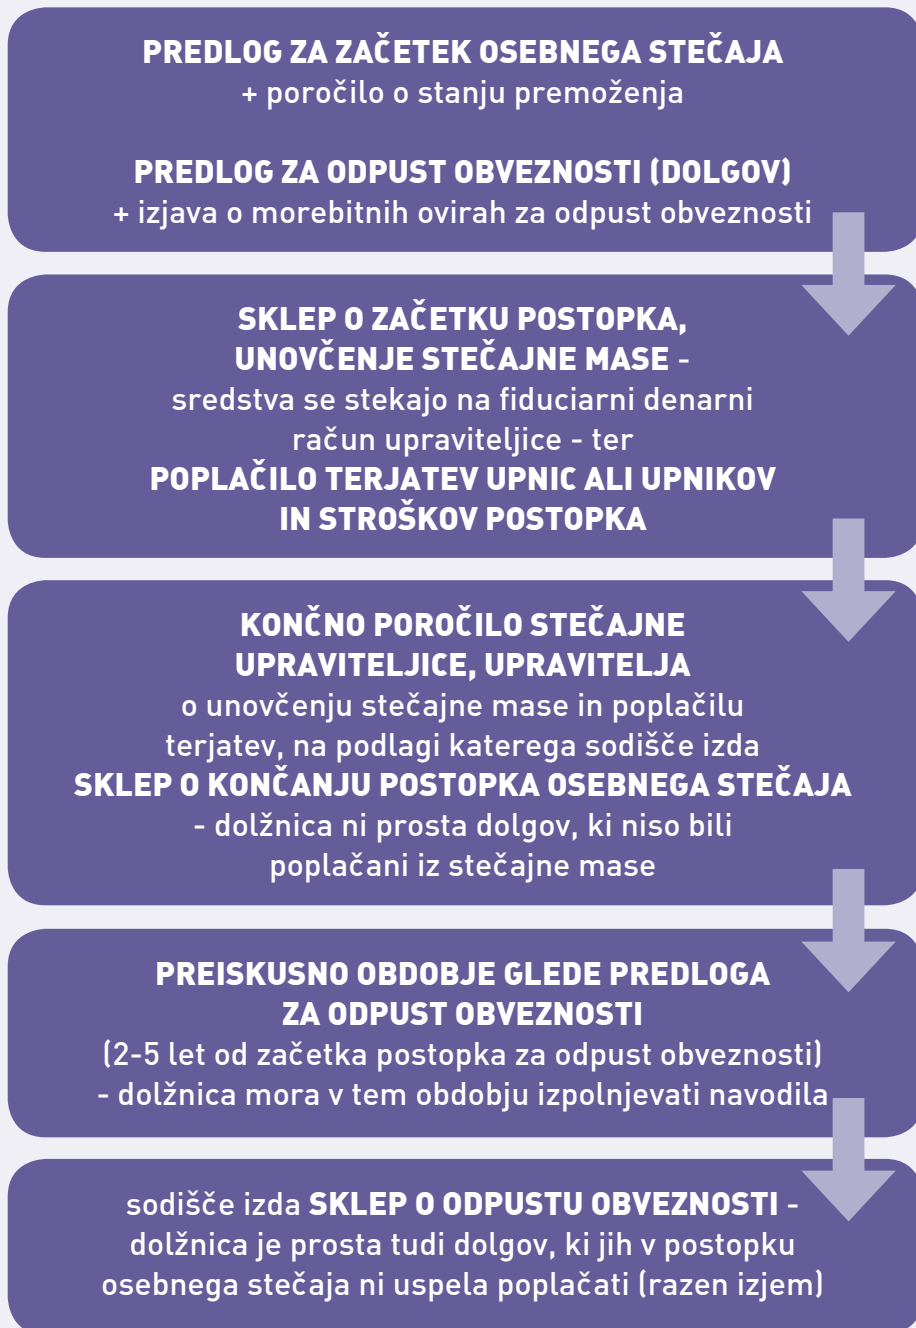 PREDLOG ZA ZAČETEK OSEBNEGA STEČAJA
+ poročilo o stanju premoženja
PREDLOG ZA ODPUST OBVEZNOSTI (DOLGOV)
+ izjava o morebitnih ovirah za odpust obveznosti
SKLEP O ZAČETKU POSTOPKA,
UNOVČENJE STEČAJNE MASE -
sredstva se stekajo na fiduciarni denarni
račun upraviteljice - ter
POPLAČILO TERJATEV UPNIC ALI UPNIKOV
IN STROŠKOV POSTOPKA
KONČNO POROČILO STEČAJNE
UPRAVITELJICE, UPRAVITELJA
o unovčenju stečajne mase in poplačilu
terjatev, na podlagi katerega sodišče izda
SKLEP O KONČANJU POSTOPKA OSEBNEGA STEČAJA
- dolžnica ni prosta dolgov, ki niso bili
poplačani iz stečajne mase
PREISKUSNO OBDOBJE GLEDE PREDLOGA
ZA ODPUST OBVEZNOSTI
(2-5 let od začetka postopka za odpust obveznosti)
- dolžnica mora v tem obdobju izpolnjevati navodila
sodišče izda SKLEP O ODPUSTU OBVEZNOSTI -
dolžnica je prosta tudi dolgov, ki jih v postopku
osebnega stečaja ni uspela poplačati (razen izjem)